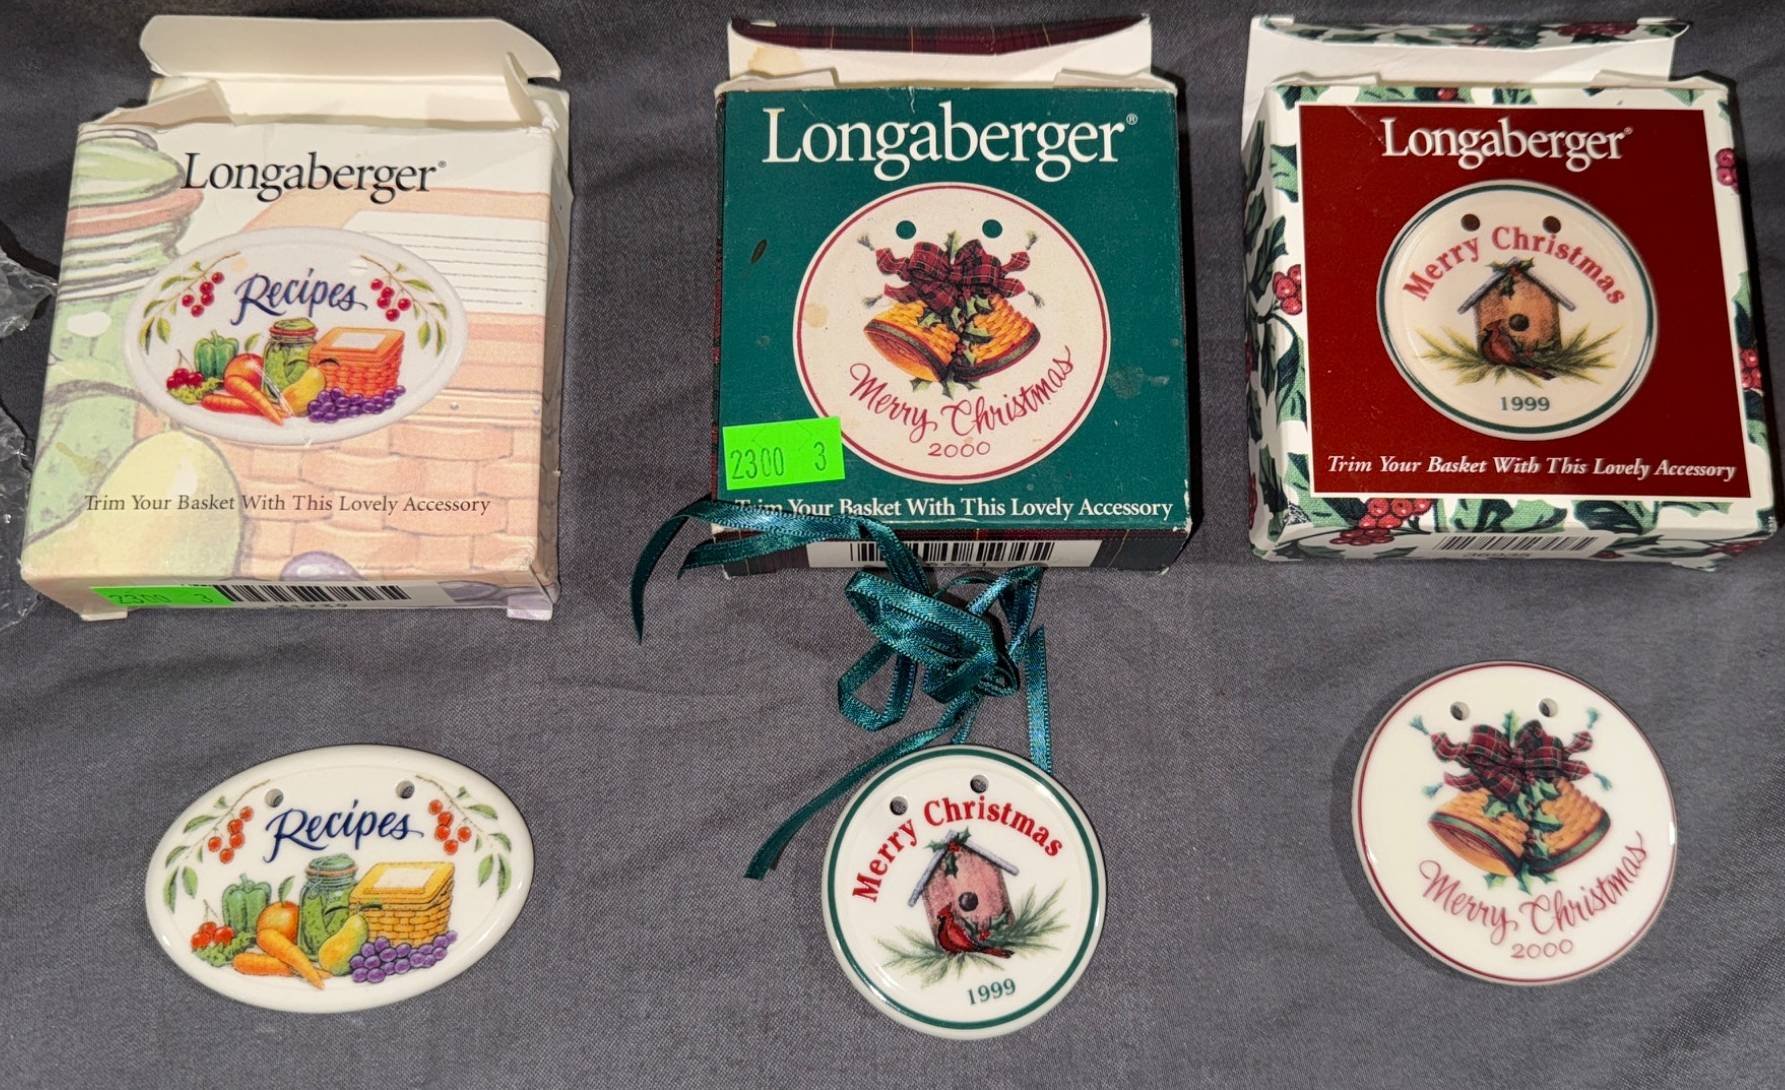 Longaberger®
Recipes
Trim Your Basket With This Lovely Accessory
2300 3
Longaberger®
Merry Christmas
2000
2300 3
Trim Your Basket With This Lovely Accessory
Longaberger®
Merry Christmas
1999
Trim Your Basket With This Lovely Accessory
Recipes
Merry Christmas
1999
Merry Christmas
2000